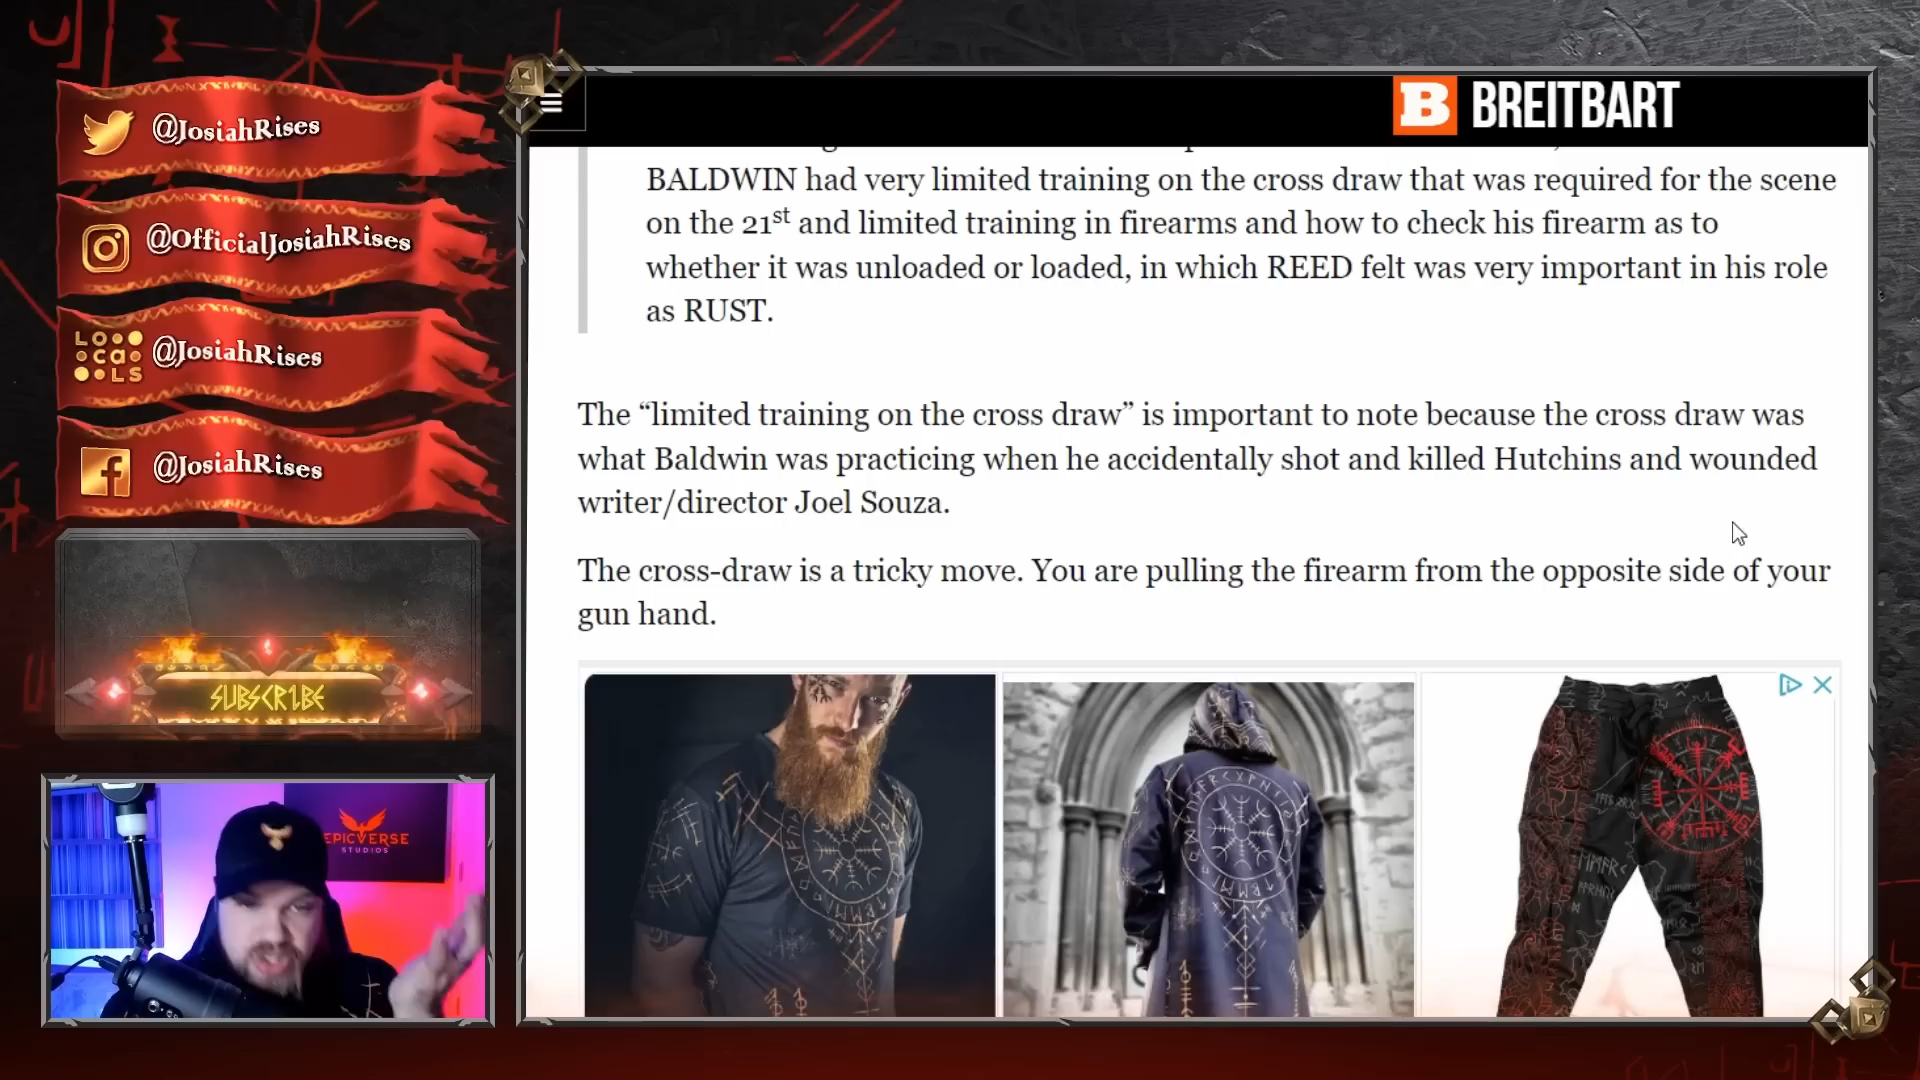 @JosiahRises
@OfficialJosiahRises
LOcaLS
@JosiahRises
@JosiahRises
SUBSCRIBE
EPICVERSE
STUDIOS
B BREITBART
BALDWIN had very limited training on the cross draw that was required for the scene
on the 21st and limited training in firearms and how to check his firearm as to
whether it was unloaded or loaded, in which REED felt was very important in his role
as RUST.
The “limited training on the cross draw” is important to note because the cross draw was
what Baldwin was practicing when he accidentally shot and killed Hutchins and wounded
writer/director Joel Souza.
The cross-draw is a tricky move. You are pulling the firearm from the opposite side of your
gun hand.